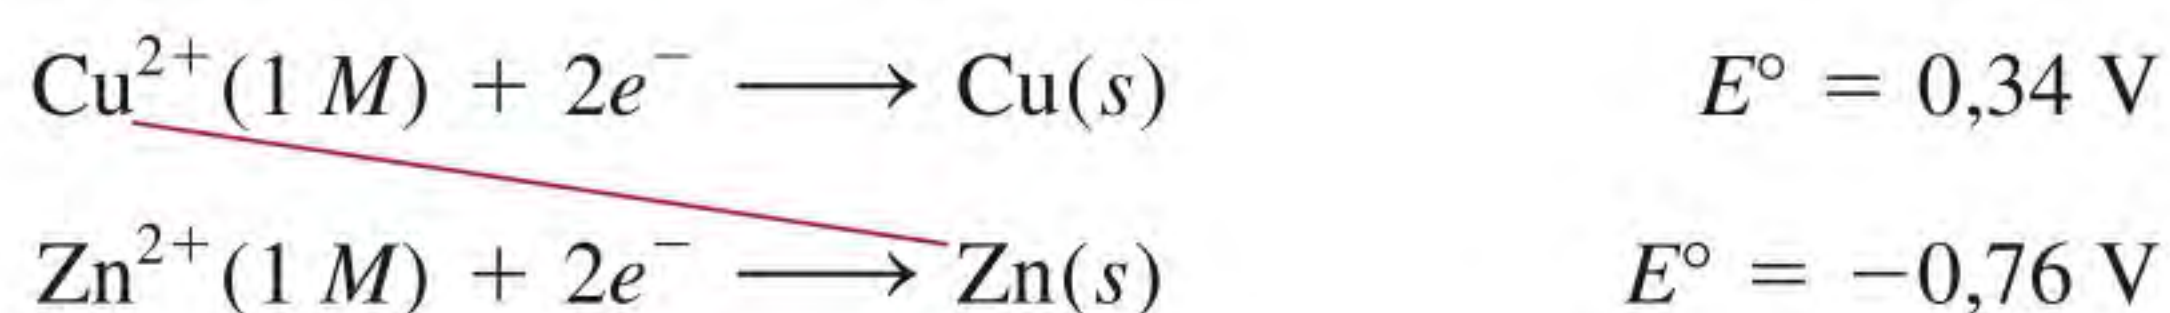 Cu²⁺(1 M) + 2e⁻ ⟶ Cu(s) E° = 0,34 V
Zn²⁺(1 M) + 2e⁻ ⟶ Zn(s) E° = −0,76 V